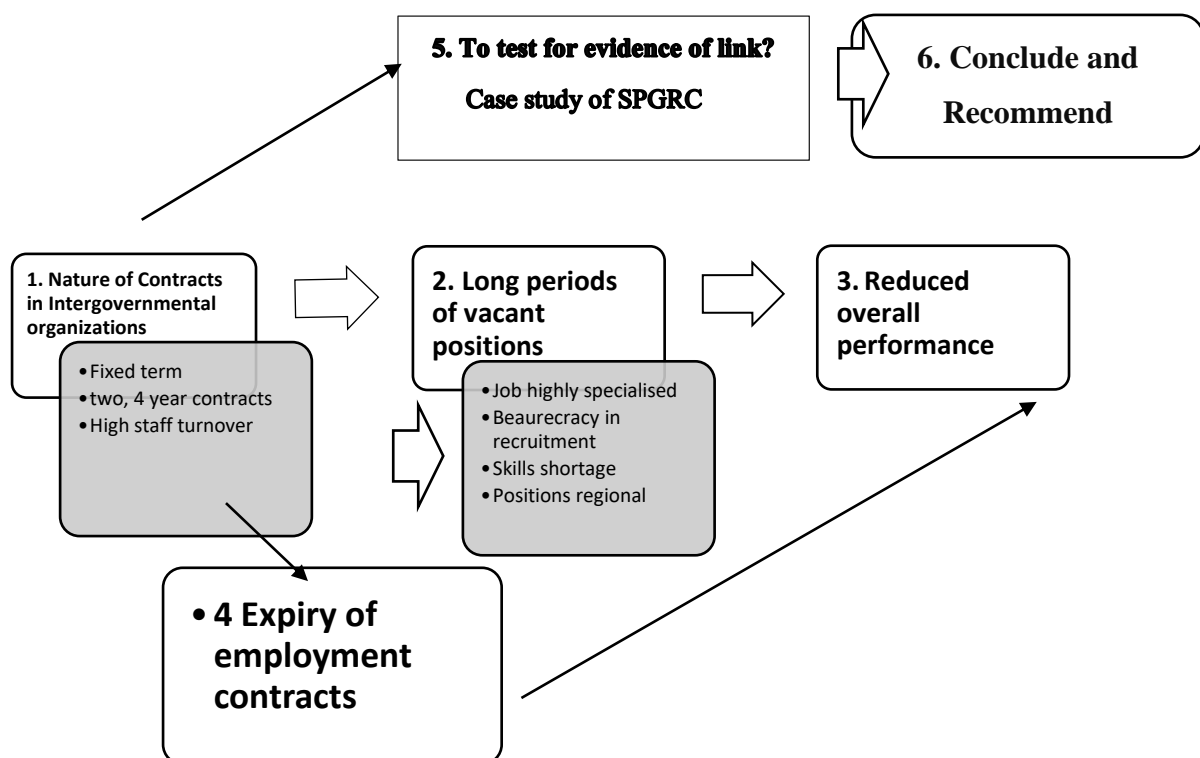 5. To test for evidence of link?
Case study of SPGRC
6. Conclude and
Recommend
1. Nature of Contracts
in Intergovernmental
organizations
• Fixed term
• two, 4 year contracts
• High staff turnover
2. Long periods
of vacant
positions
• Job highly specialised
• Beaurecracy in
recruitment
• Skills shortage
• Positions regional
3. Reduced
overall
performance
• 4 Expiry of
employment
contracts